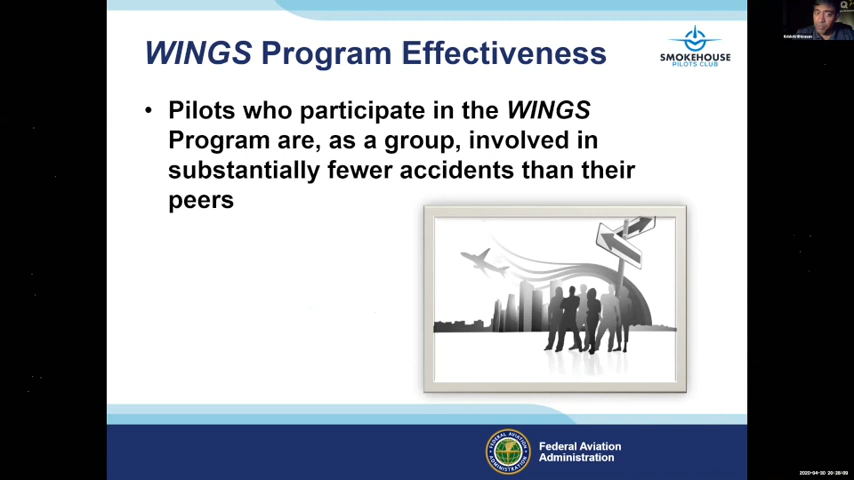 WINGS Program Effectiveness
SMOKEHOUSE
PILOTS CLUB
• Pilots who participate in the WINGS
Program are, as a group, involved in
substantially fewer accidents than their
peers
Federal Aviation
Administration